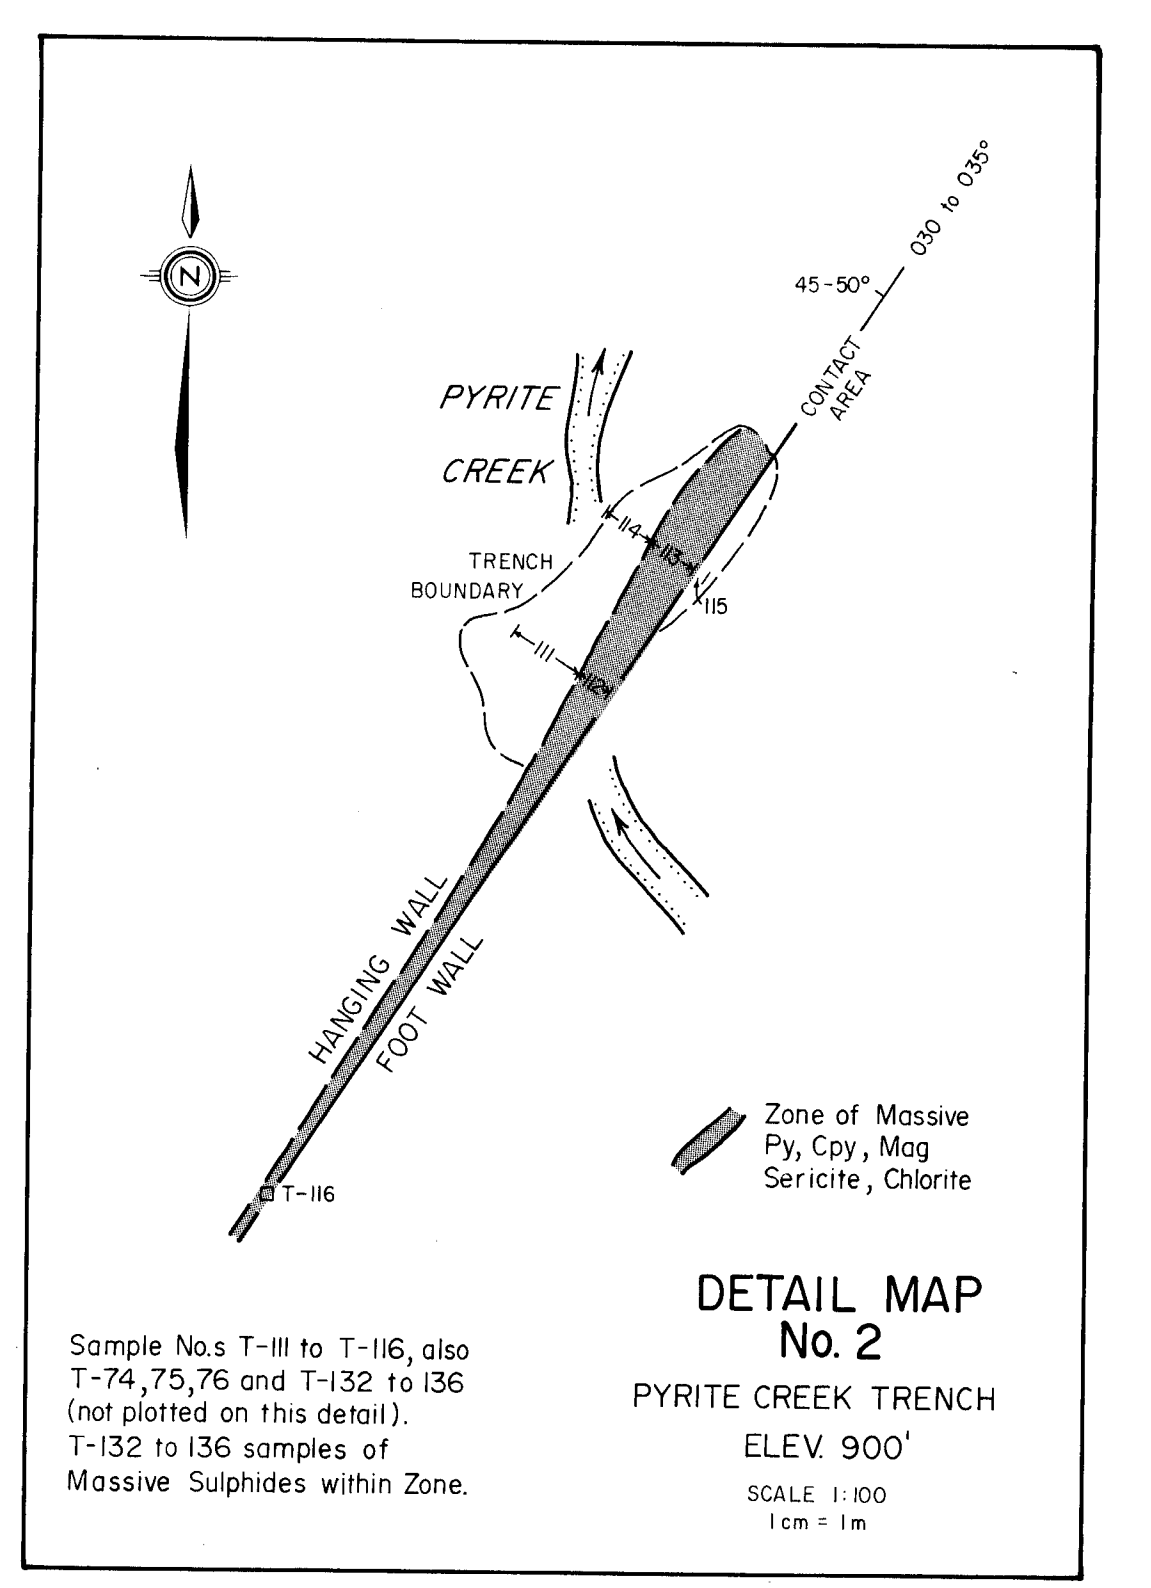 030 to 035°
45-50°
N
CONTACT
AREA
PYRITE
CREEK
114
113
TRENCH
BOUNDARY
115
111
112
HANGING WALL
FOOT WALL
T-116
Zone of Massive
Py, Cpy, Mag
Sericite, Chlorite
DETAIL MAP
No. 2
PYRITE CREEK TRENCH
ELEV. 900'
SCALE 1:100
1cm = 1m
Sample No.s T-111 to T-116, also
T-74,75,76 and T-132 to 136
(not plotted on this detail).
T-132 to 136 samples of
Massive Sulphides within Zone.